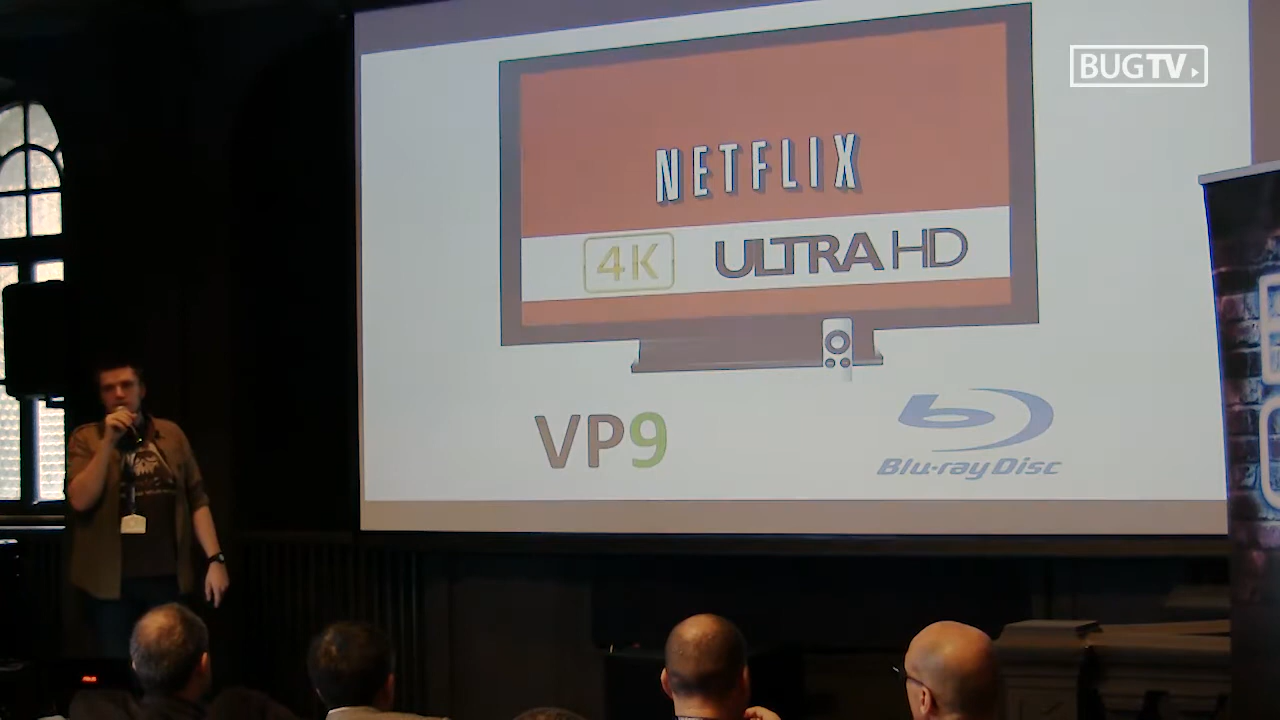 BUGTV
NETFLIX
4K ULTRA HD
VP9
Blu-ray Disc